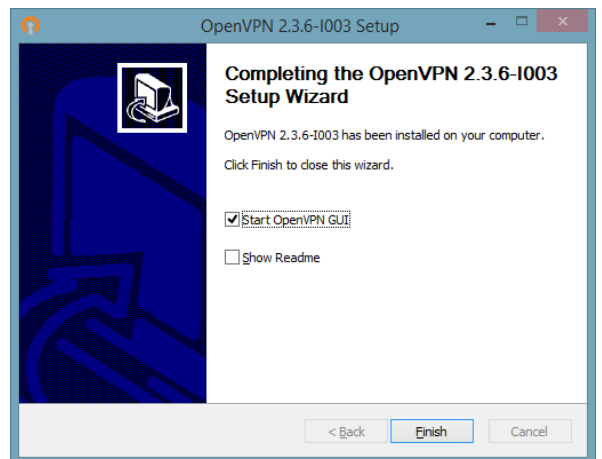 OpenVPN 2.3.6-I003 Setup
Completing the OpenVPN 2.3.6-I003
Setup Wizard
OpenVPN 2.3.6-I003 has been installed on your computer.
Click Finish to close this wizard.
Start OpenVPN GUI
Show Readme
< Back Finish Cancel